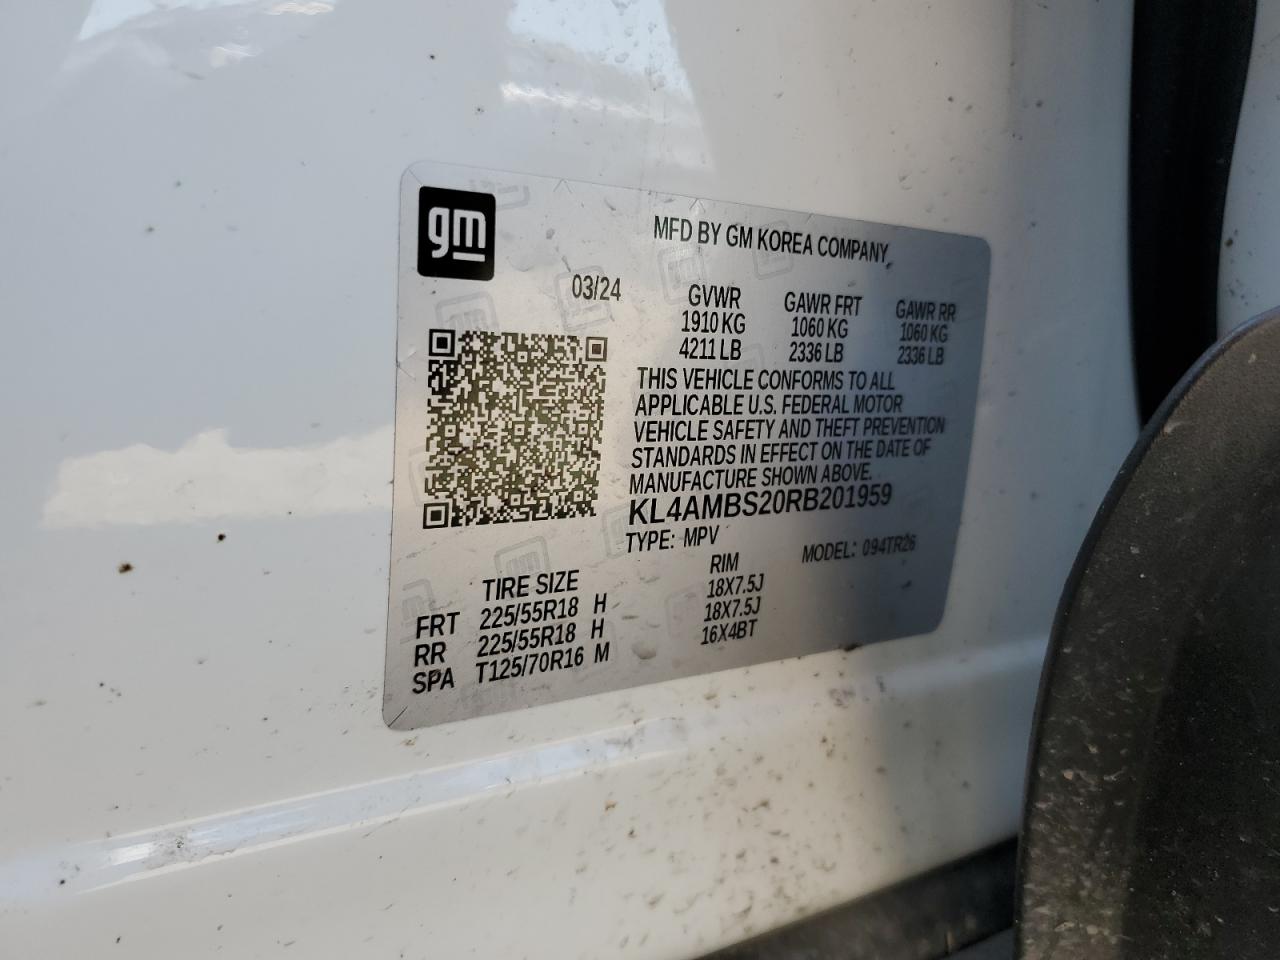 gm
MFD BY GM KOREA COMPANY
03/24
GVWR GAWR FRT GAWR RR
1910 KG 1060 KG 1060 KG
4211 LB 2336 LB 2336 LB
THIS VEHICLE CONFORMS TO ALL
APPLICABLE U.S. FEDERAL MOTOR
VEHICLE SAFETY AND THEFT PREVENTION
STANDARDS IN EFFECT ON THE DATE OF
MANUFACTURE SHOWN ABOVE.
KL4AMBS20RB201959
TYPE: MPV MODEL: 094TR26
TIRE SIZE RIM
FRT 225/55R18 H 18X7.5J
RR 225/55R18 H 18X7.5J
SPA T125/70R16 M 16X4BT